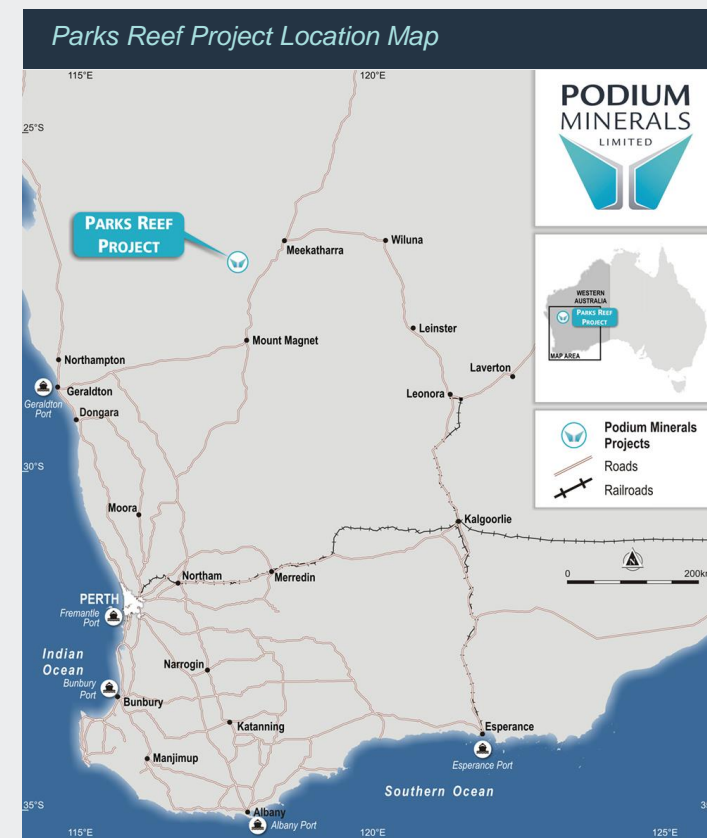 Parks Reef Project Location Map
115°E
120°E
25°S
PODIUM
MINERALS
LIMITED
PARKS REEF
PROJECT
Meekatharra
Wiluna
WESTERN
AUSTRALIA
PARKS REEF
PROJECT
MAP AREA
Mount Magnet
Leinster
Northampton
Geraldton
Geraldton
Port
Dongara
Laverton
Leonora
Podium Minerals
Projects
Roads
Railroads
30°S
Moora
Kalgoorlie
Northam
Merredin
0
200k
PERTH
Fremantle
Port
Indian
Ocean
Bunbury
Port
Bunbury
Narrogin
Katanning
Manjimup
Esperance
Esperance Port
Southern Ocean
35°S
Albany
Albany Port
115°E
120°E
125°E